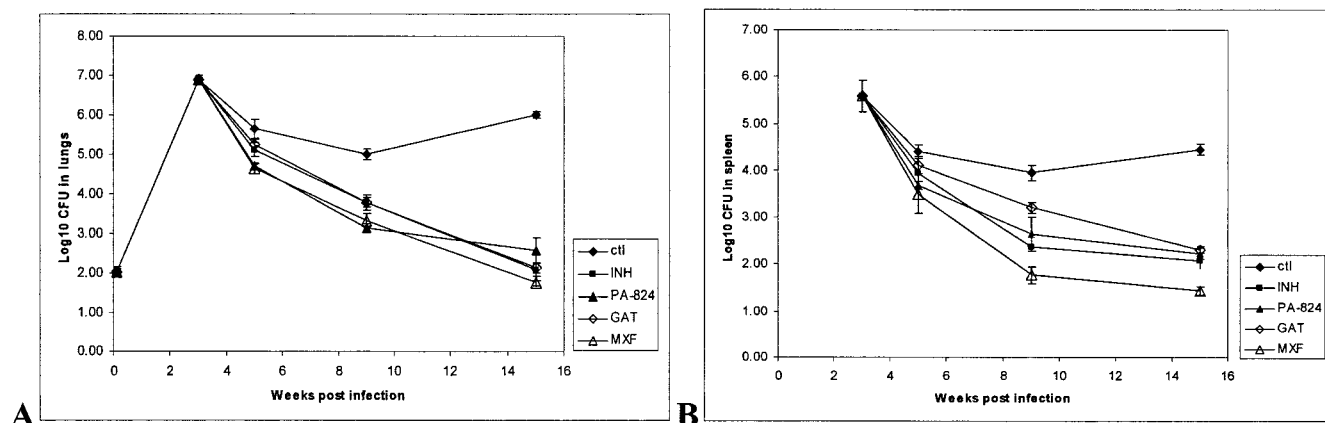 8.00
7.00
6.00
5.00
4.00
3.00
2.00
1.00
0.00
Log10 CFU in lungs
0 2 4 6 8 10 12 14 16
Weeks post infection
ctl
INH
PA-824
GAT
MXF
A
7.00
6.00
5.00
4.00
3.00
2.00
1.00
0.00
Log10 CFU in spleen
0 2 4 6 8 10 12 14 16
Weeks post infection
ctl
INH
PA-824
GAT
MXF
B